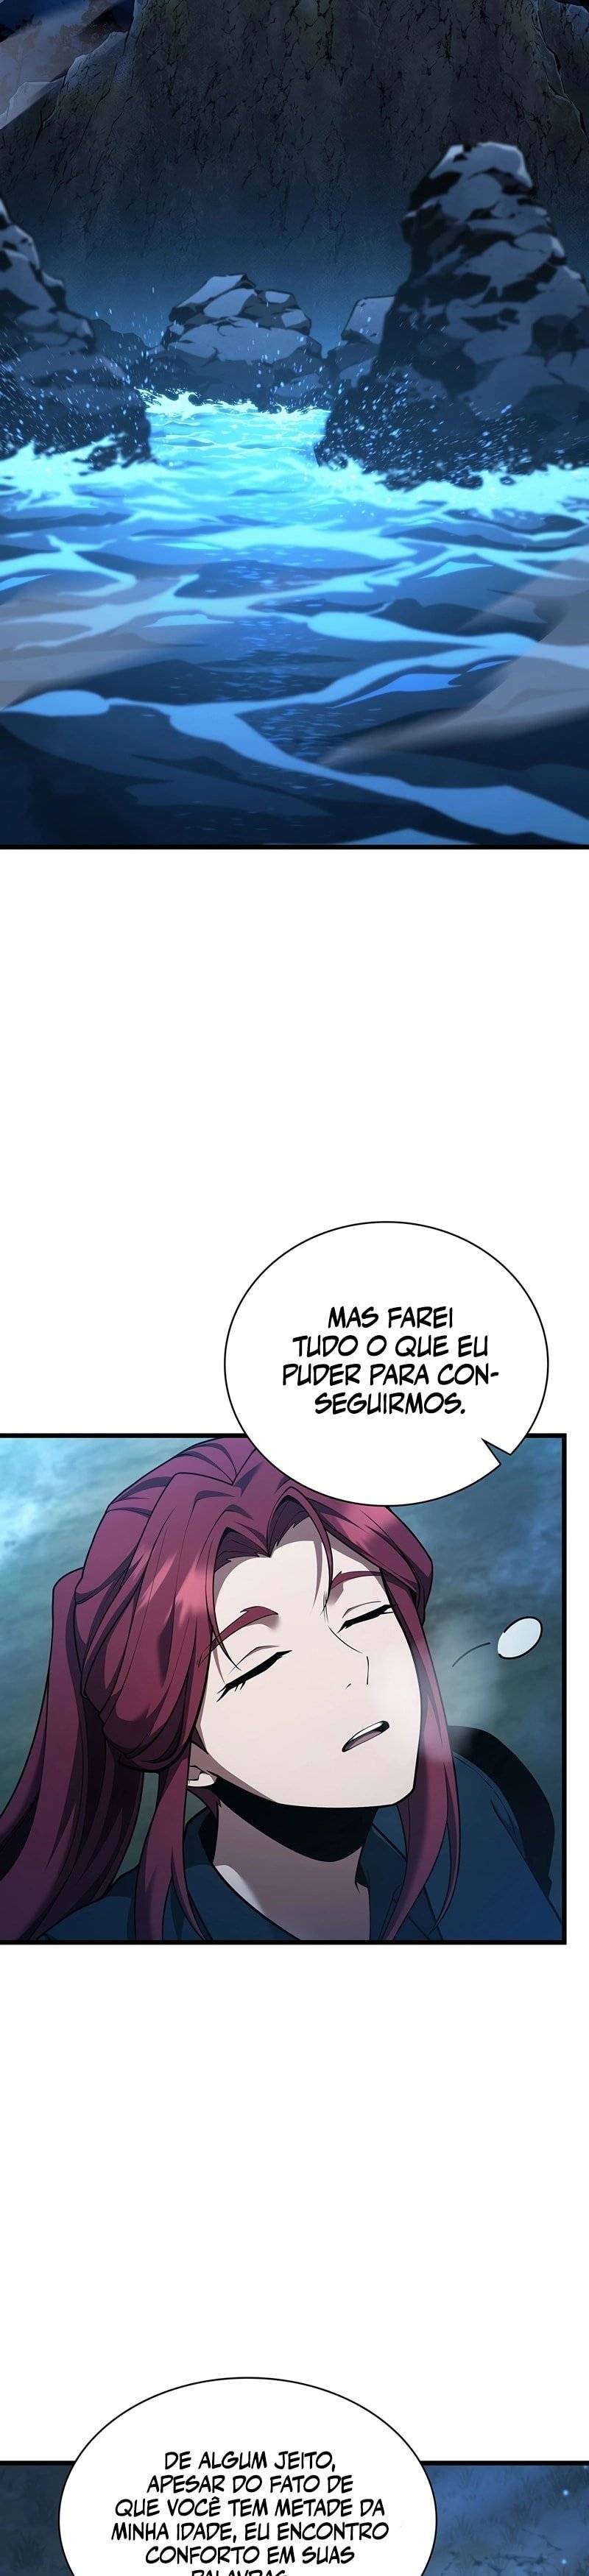 MAS FAREI
TUDO O QUE EU
PUDER PARA CON-
SEGUIRMOS.
DE ALGUM JEITO,
APESAR DO FATO DE
QUE VOCÊ TEM METADE DA
MINHA IDADE, EU ENCONTRO
CONFORTO EM SUAS